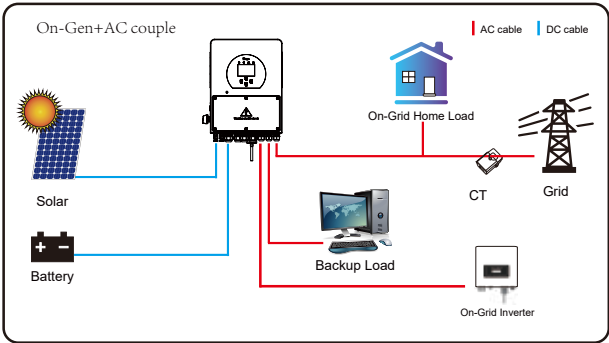 On-Gen+AC couple
AC cable
DC cable
On-Grid Home Load
CT
Grid
Solar
Battery
Backup Load
On-Grid Inverter